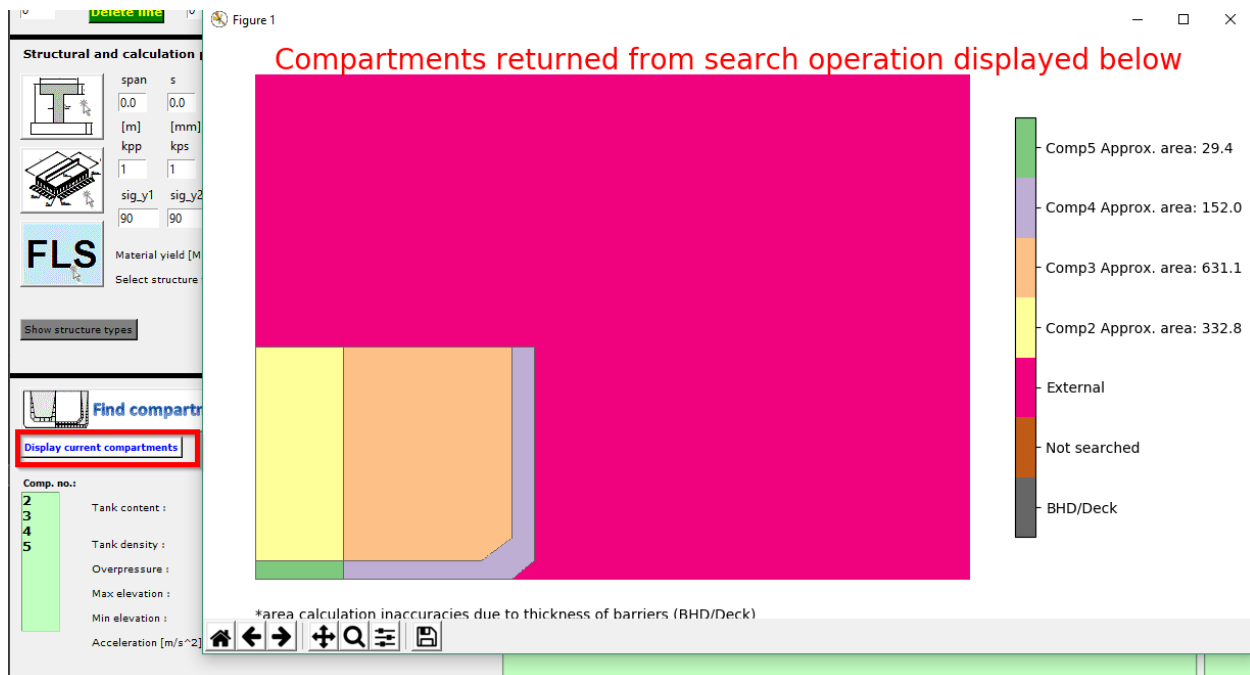 0
Delete line
0
Structural and calculation
span s
0.0 0.0
[m] [mm]
kpp kps
1 1
sig_y1 sig_y2
90 90
FLS
Material yield
Select structure
Show structure types
Find
Display current compartments
Comp. no.:
2
3
4
5
Tank content :
Tank density :
Overpressure :
Max elevation :
Min elevation :
Acceleration [m/s^2]
Figure 1
Compartments returned from search operation displayed below
Comp5 Approx. area: 29.4
Comp4 Approx. area: 152.0
Comp3 Approx. area: 631.1
Comp2 Approx. area: 332.8
External
Not searched
BHD/Deck
*area calculation inaccuracies due to thickness of barriers (BHD/Deck)